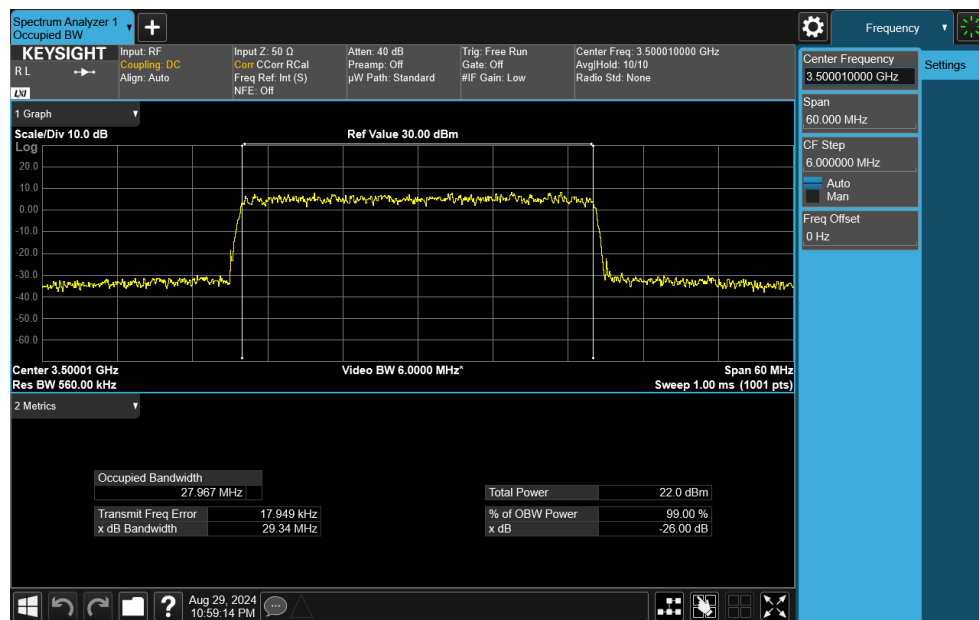 Spectrum Analyzer 1
Occupied BW
Frequency
KEYSIGHT
R L
LXI
Input: RF
Coupling: DC
Align: Auto
Input Z: 50 Ω
Corr CCorr RCal
Freq Ref: Int (S)
NFE: Off
Atten: 40 dB
Preamp: Off
µW Path: Standard
Trig: Free Run
Gate: Off
#IF Gain: Low
Center Freq: 3.500010000 GHz
Avg|Hold: 10/10
Radio Std: None
Center Frequency
3.500010000 GHz
Settings
Span
60.000 MHz
CF Step
6.000000 MHz
Auto
Man
Freq Offset
0 Hz
1 Graph
Scale/Div 10.0 dB
Ref Value 30.00 dBm
Log
20.0
10.0
0.00
-10.0
-20.0
-30.0
-40.0
-50.0
-60.0
Center 3.50001 GHz
Video BW 6.0000 MHz*
Span 60 MHz
Res BW 560.00 kHz
Sweep 1.00 ms (1001 pts)
2 Metrics
Occupied Bandwidth
27.967 MHz
Total Power 22.0 dBm
Transmit Freq Error 17.949 kHz
% of OBW Power 99.00 %
x dB Bandwidth 29.34 MHz
x dB -26.00 dB
?
Aug 29, 2024
10:59:14 PM